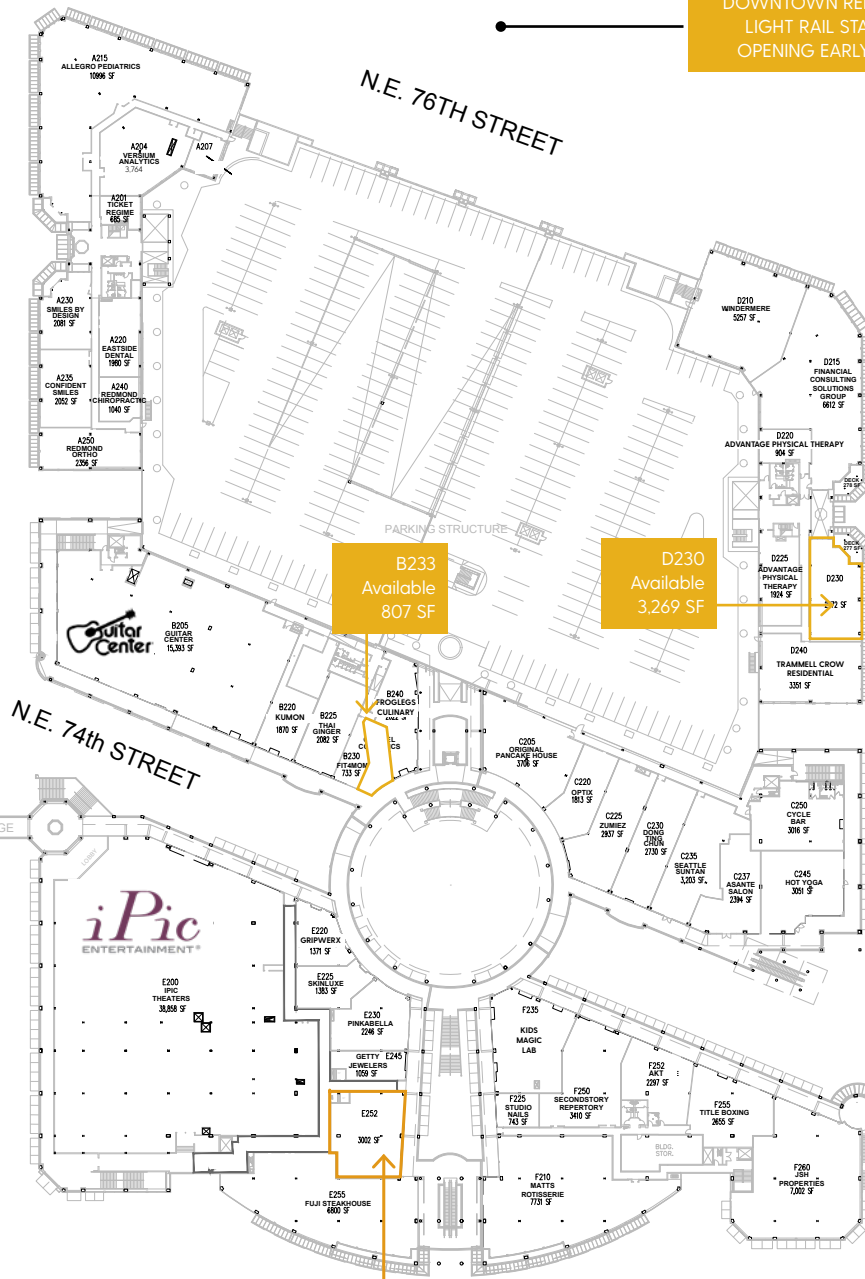 LIGHT RAIL
OPENING EARLY
N.E. 76TH STREET
A215
ALLEGRO PEDIATRICS
10996 SF
A204
VERSIUM
ANALYTICS
3,764
A207
A201
TICKET
REGIME
685 SF
A230
SMILES BY
DESIGN
2081 SF
A220
EASTSIDE
DENTAL
1960 SF
A235
CONFIDENT
SMILES
2052 SF
A240
REDMOND
CHIROPRACTIC
1040 SF
A250
REDMOND
ORTHO
2356 SF
D210
WINDERMERE
5257 SF
D215
FINANCIAL
CONSULTING
SOLUTIONS
GROUP
6612 SF
D220
ADVANTAGE PHYSICAL THERAPY
904 SF
DECK
278 SF
DECK
277 SF
PARKING STRUCTURE
B233
Available
807 SF
D230
Available
3,269 SF
D225
ADVANTAGE
PHYSICAL
THERAPY
1924 SF
D230
D240
TRAMMELL CROW
RESIDENTIAL
3351 SF
Guitar
Center
B205
GUITAR
CENTER
15,393 SF
B220
KUMON
1870 SF
B225
THAI
GINGER
2082 SF
B230
FIT4MOM
733 SF
B240
FROGLEGS
CULINARY
N.E. 74th STREET
C205
ORIGINAL
PANCAKE HOUSE
3706 SF
C220
OPTIX
1813 SF
C225
ZUMIEZ
2937 SF
C230
DONG
TING
CHUN
2730 SF
C235
SEATTLE
SUNTAN
3,203 SF
C237
ASANTE
SALON
2394 SF
C250
CYCLE
BAR
3016 SF
C245
HOT YOGA
3051 SF
LOBBY
iPic
ENTERTAINMENT®
E200
IPIC
THEATERS
38,858 SF
E220
GRIPWERX
1371 SF
E225
SKINLUXE
1383 SF
E230
PINKABELLA
2246 SF
GETTY E245
JEWELERS
1059 SF
E252
3002 SF
E255
FUJI STEAKHOUSE
6800 SF
F235
KIDS
MAGIC
LAB
F225
STUDIO
NAILS
743 SF
F250
SECONDSTORY
REPERTORY
3410 SF
F252
AKT
2297 SF
F255
TITLE BOXING
2655 SF
BLDG.
STOR.
F210
MATTS
ROTISSERIE
7731 SF
F260
JSH
PROPERTIES
7,002 SF